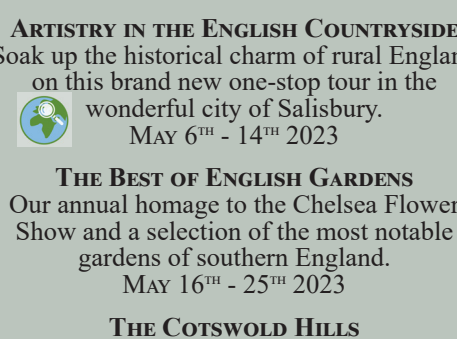 ARTISTRY IN THE ENGLISH COUNTRYSIDE
Soak up the historical charm of rural England
on this brand new one-stop tour in the
wonderful city of Salisbury.
MAY 6TH - 14TH 2023
THE BEST OF ENGLISH GARDENS
Our annual homage to the Chelsea Flower
Show and a selection of the most notable
gardens of southern England.
MAY 16TH - 25TH 2023
THE COTSWOLD HILLS